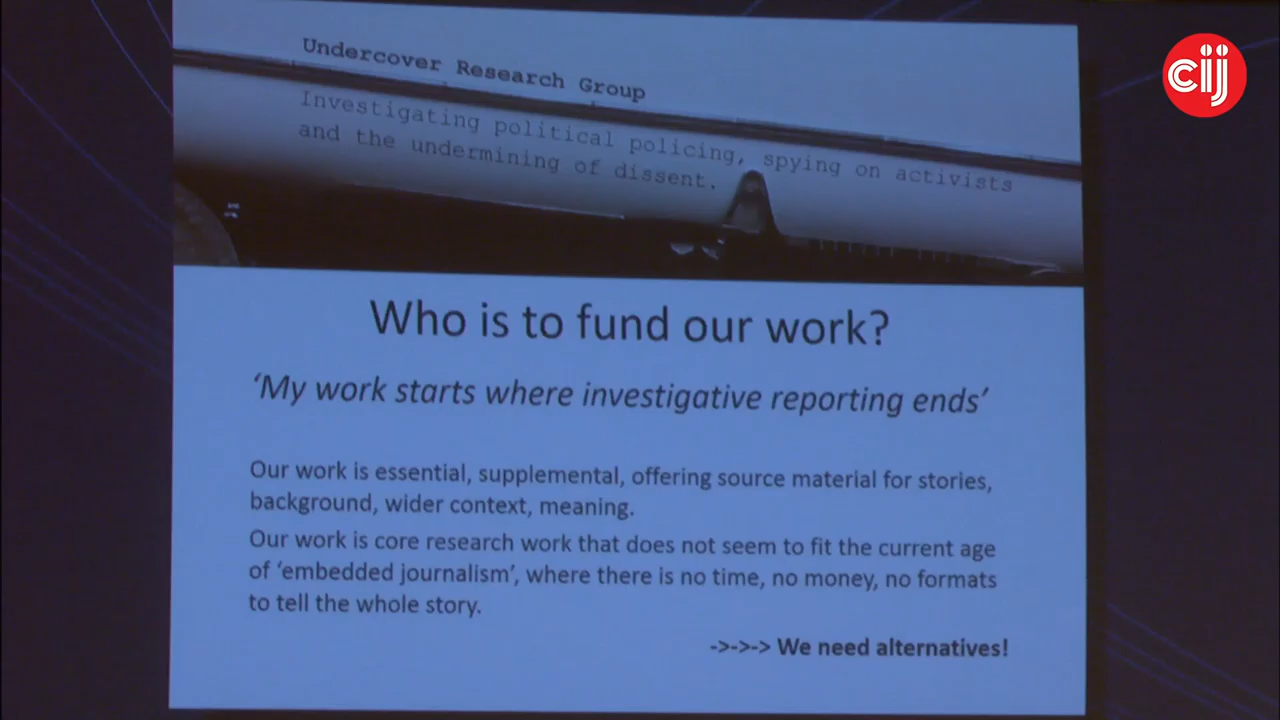 Undercover Research Group
Investigating political policing, spying on activists
and the undermining of dissent.
cij
Who is to fund our work?
‘My work starts where investigative reporting ends’
Our work is essential, supplemental, offering source material for stories,
background, wider context, meaning.
Our work is core research work that does not seem to fit the current age
of ‘embedded journalism’, where there is no time, no money, no formats
to tell the whole story.
->->-> We need alternatives!